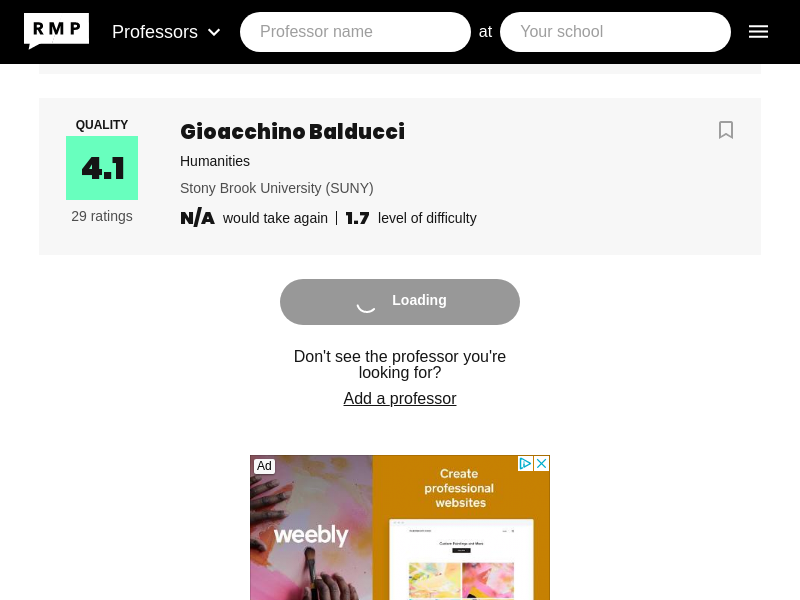 RMP Professors Professor name at Your school
QUALITY
4.1
29 ratings
Gioacchino Balducci
Humanities
Stony Brook University (SUNY)
N/A would take again | 1.7 level of difficulty
Loading
Don't see the professor you're
looking for?
Add a professor
Ad
weebly
Create
professional
websites
Custom Paintings and More